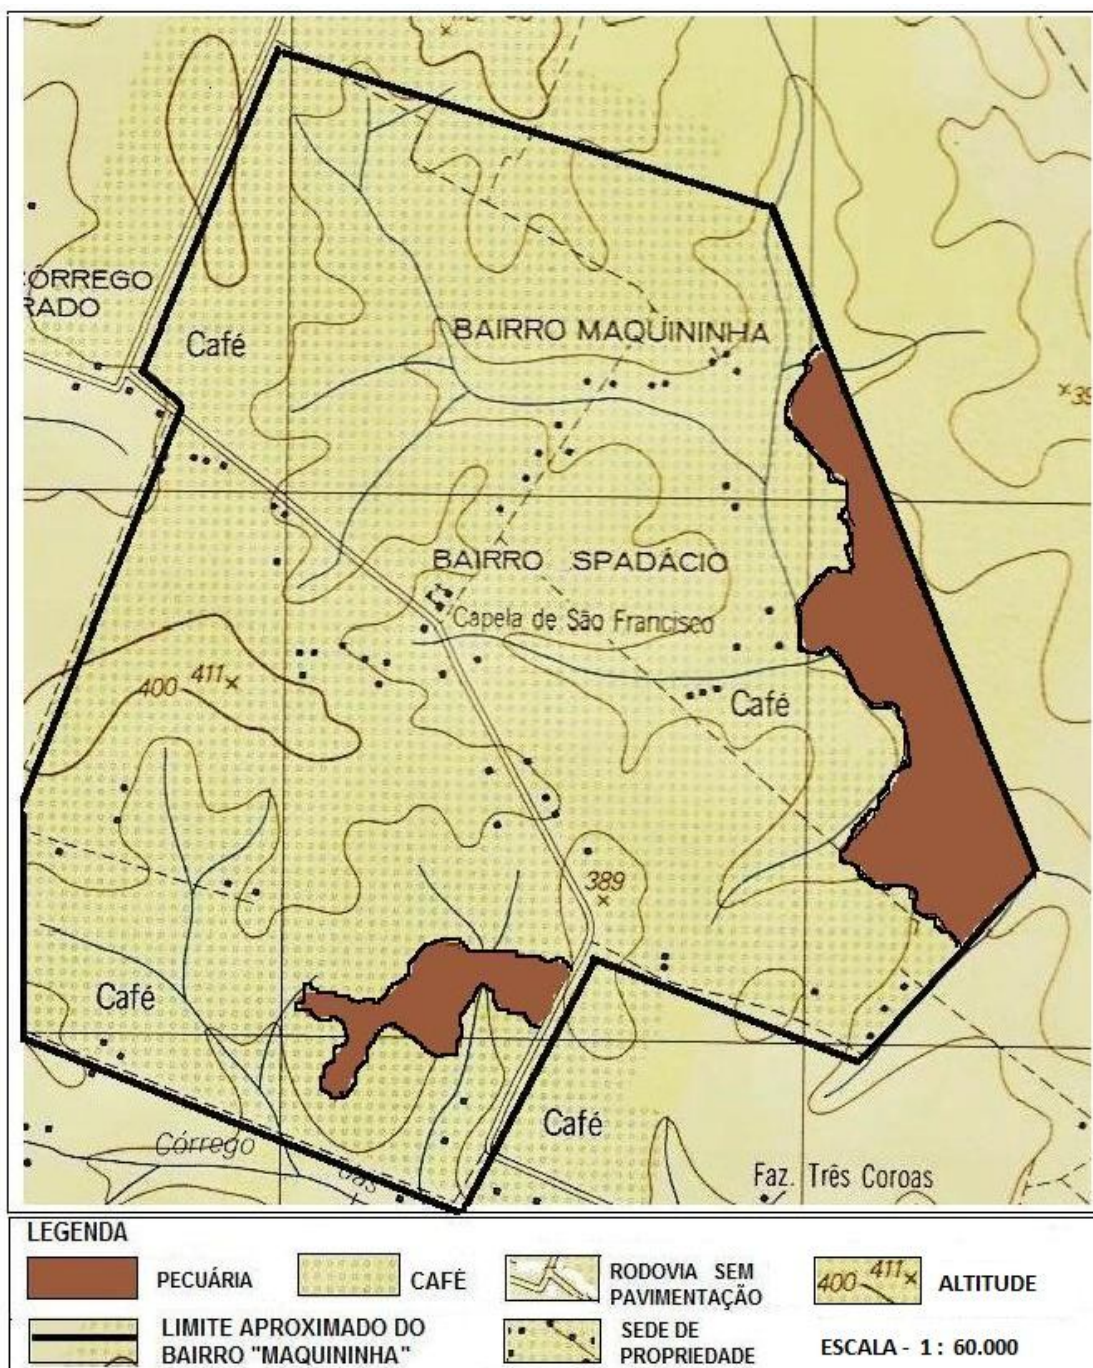 ÓRREGO
RADO
Café
BAIRRO MAQUININHA
BAIRRO SPADÁCIO
Capela de São Francisco
400 411
Café
389
Café
Café
Córrego
das
Faz. Três Coroas
LEGENDA
PECUÁRIA
CAFÉ
RODOVIA SEM
PAVIMENTAÇÃO
400 411
ALTITUDE
LIMITE APROXIMADO DO
BAIRRO "MAQUININHA"
SEDE DE
PROPRIEDADE
ESCALA - 1 : 60.000